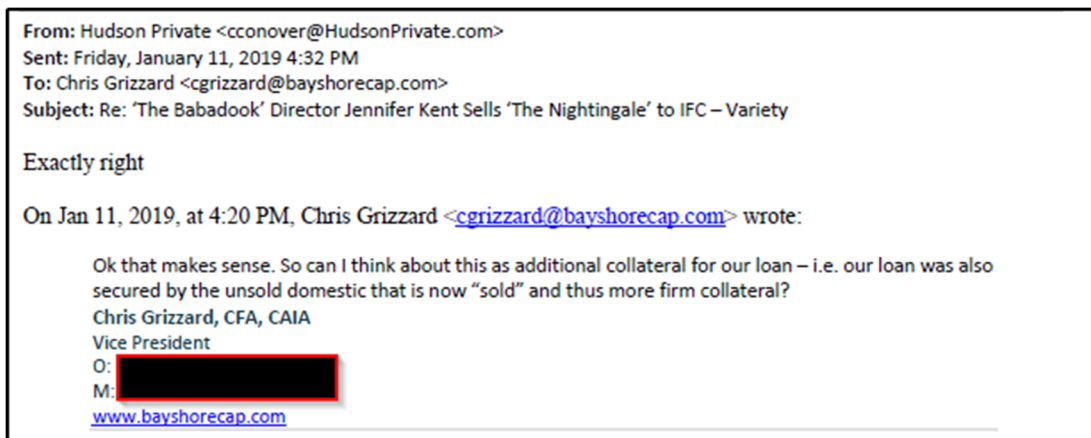 From: Hudson Private <cconover@HudsonPrivate.com>
Sent: Friday, January 11, 2019 4:32 PM
To: Chris Grizzard <cgrizzard@bayshorecap.com>
Subject: Re: ‘The Babadook’ Director Jennifer Kent Sells ‘The Nightingale’ to IFC – Variety
Exactly right
On Jan 11, 2019, at 4:20 PM, Chris Grizzard <cgrizzard@bayshorecap.com> wrote:
Ok that makes sense. So can I think about this as additional collateral for our loan – i.e. our loan was also
secured by the unsold domestic that is now “sold” and thus more firm collateral?
Chris Grizzard, CFA, CAIA
Vice President
O:
M:
www.bayshorecap.com